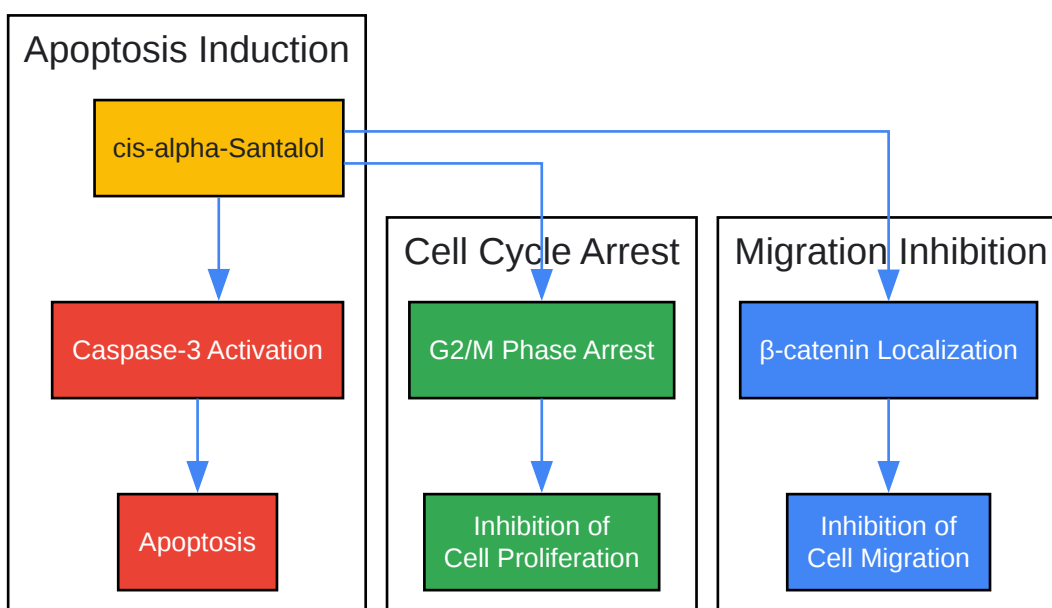 Apoptosis Induction
cis-alpha-Santalol
Cell Cycle Arrest
Migration Inhibition
Caspase-3 Activation
G2/M Phase Arrest
β-catenin Localization
Apoptosis
Inhibition of
Cell Proliferation
Inhibition of
Cell Migration